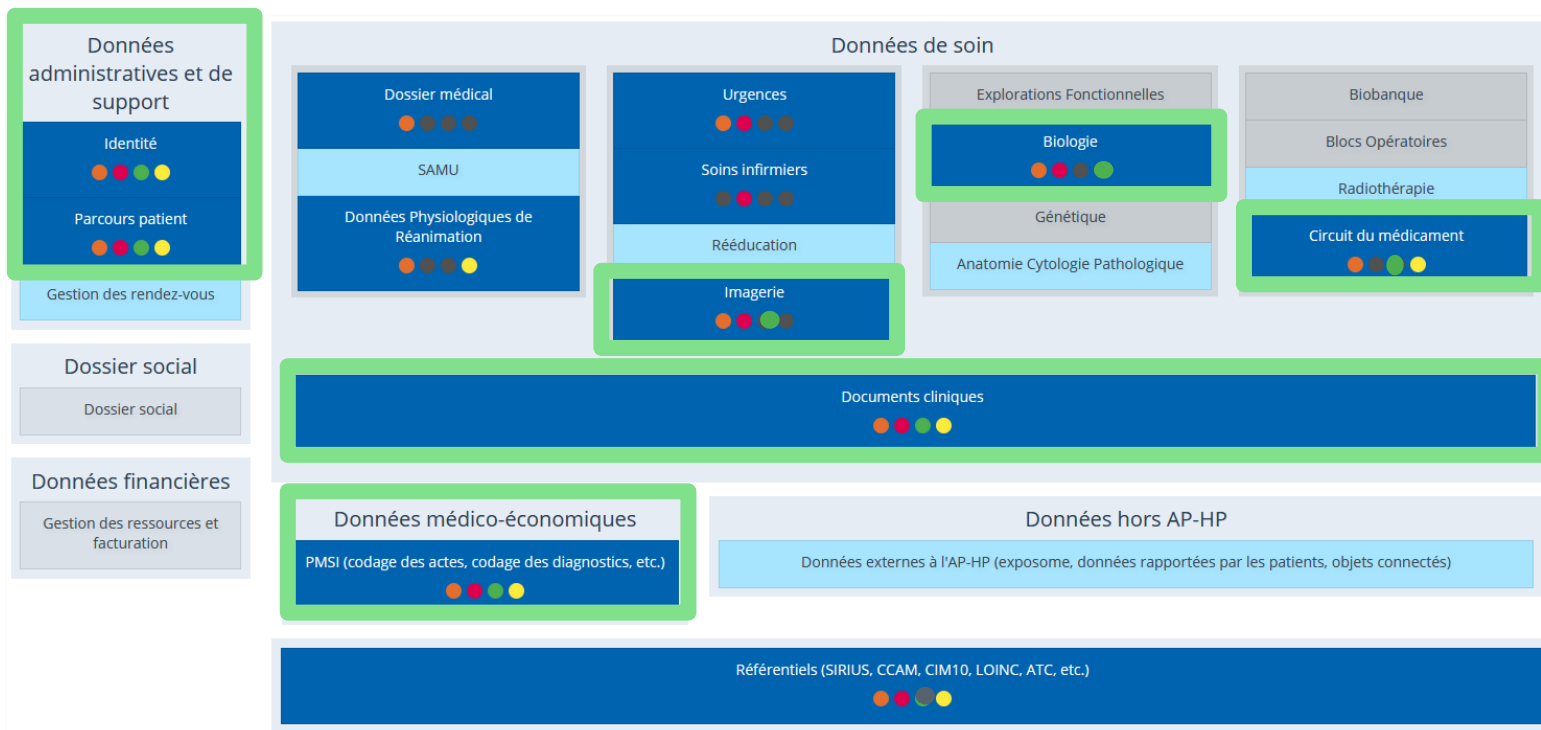 Données
administratives et de
support
Identité
Parcours patient
Gestion des rendez-vous
Dossier social
Dossier social
Données financières
Gestion des ressources et
facturation
Données de soin
Dossier médical
SAMU
Données Physiologiques de
Réanimation
Urgences
Soins infirmiers
Rééducation
Imagerie
Explorations Fonctionnelles
Biologie
Génétique
Anatomie Cytologie Pathologique
Biobanque
Blocs Opératoires
Radiothérapie
Circuit du médicament
Documents cliniques
Données médico-économiques
PMSI (codage des actes, codage des diagnostics, etc.)
Données hors AP-HP
Données externes à l'AP-HP (exposome, données rapportées par les patients, objets connectés)
Référentiels (SIRIUS, CCAM, CIM10, LOINC, ATC, etc.)